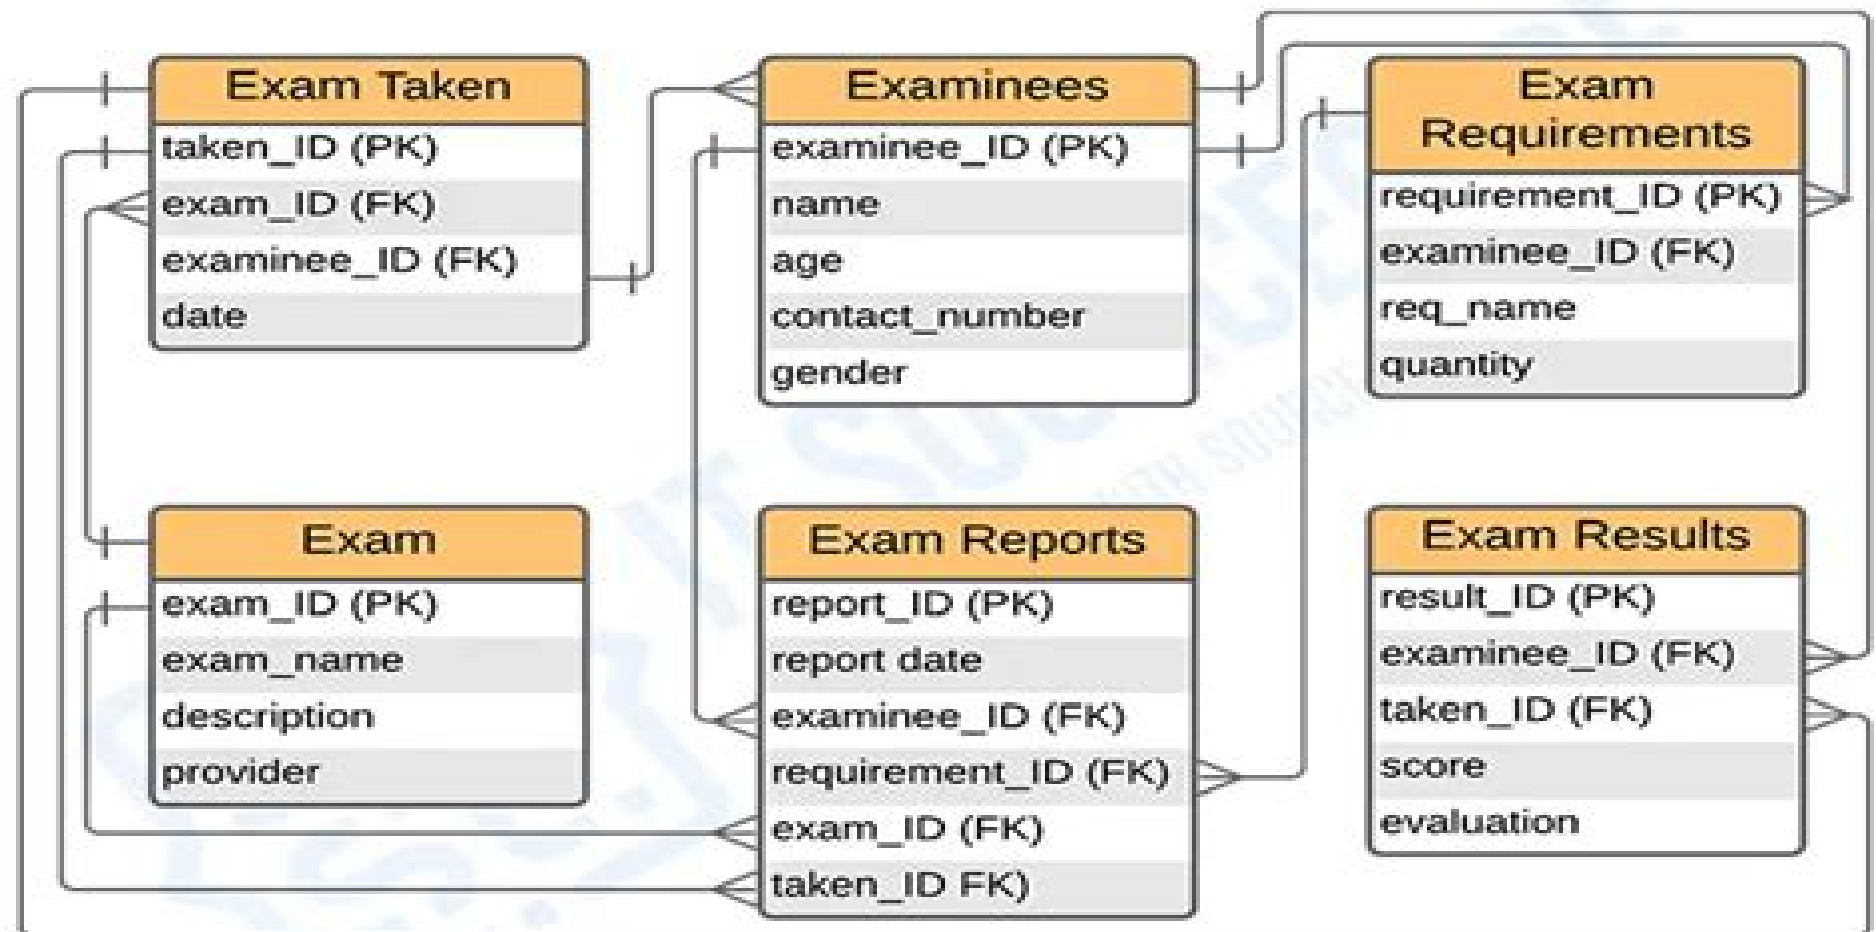 Exam Taken
taken_ID (PK)
exam_ID (FK)
examinee_ID (FK)
date
Examinees
examinee_ID (PK)
name
age
contact_number
gender
Exam
Requirements
requirement_ID (PK)
examinee_ID (FK)
req_name
quantity
Exam
exam_ID (PK)
exam_name
description
provider
Exam Reports
report_ID (PK)
report date
examinee_ID (FK)
requirement_ID (FK)
exam_ID (FK)
taken_ID FK)
Exam Results
result_ID (PK)
examinee_ID (FK)
taken_ID (FK)
score
evaluation
IT SOURCE